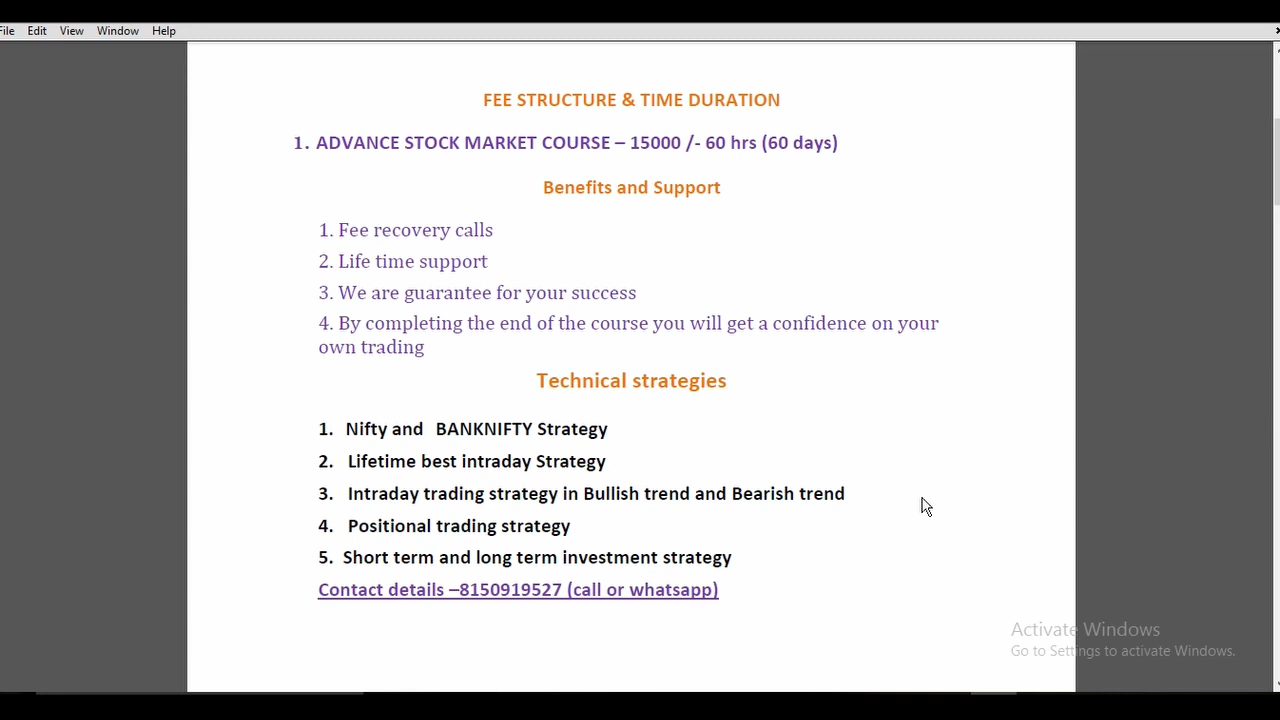 File Edit View Window Help
FEE STRUCTURE & TIME DURATION
1. ADVANCE STOCK MARKET COURSE – 15000 /- 60 hrs (60 days)
Benefits and Support
1. Fee recovery calls
2. Life time support
3. We are guarantee for your success
4. By completing the end of the course you will get a confidence on your
own trading
Technical strategies
1. Nifty and BANKNIFTY Strategy
2. Lifetime best intraday Strategy
3. Intraday trading strategy in Bullish trend and Bearish trend
4. Positional trading strategy
5. Short term and long term investment strategy
Contact details –8150919527 (call or whatsapp)
Activate Windows
Go to Settings to activate Windows.